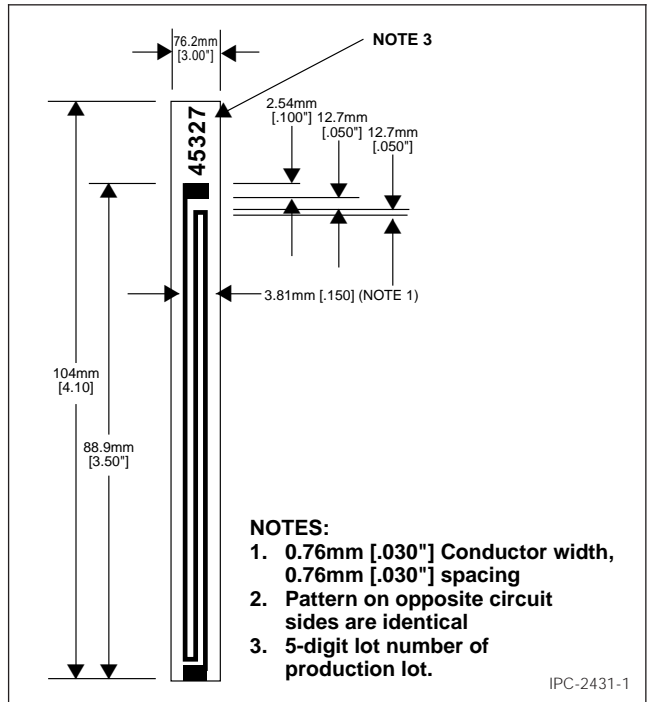 76.2mm
[3.00"]
NOTE 3
45327
2.54mm
[.100"]
12.7mm
[.050"]
12.7mm
[.050"]
3.81mm [.150] (NOTE 1)
104mm
[4.10]
88.9mm
[3.50"]
NOTES:
1. 0.76mm [.030"] Conductor width,
0.76mm [.030"] spacing
2. Pattern on opposite circuit
sides are identical
3. 5-digit lot number of
production lot.
IPC-2431-1